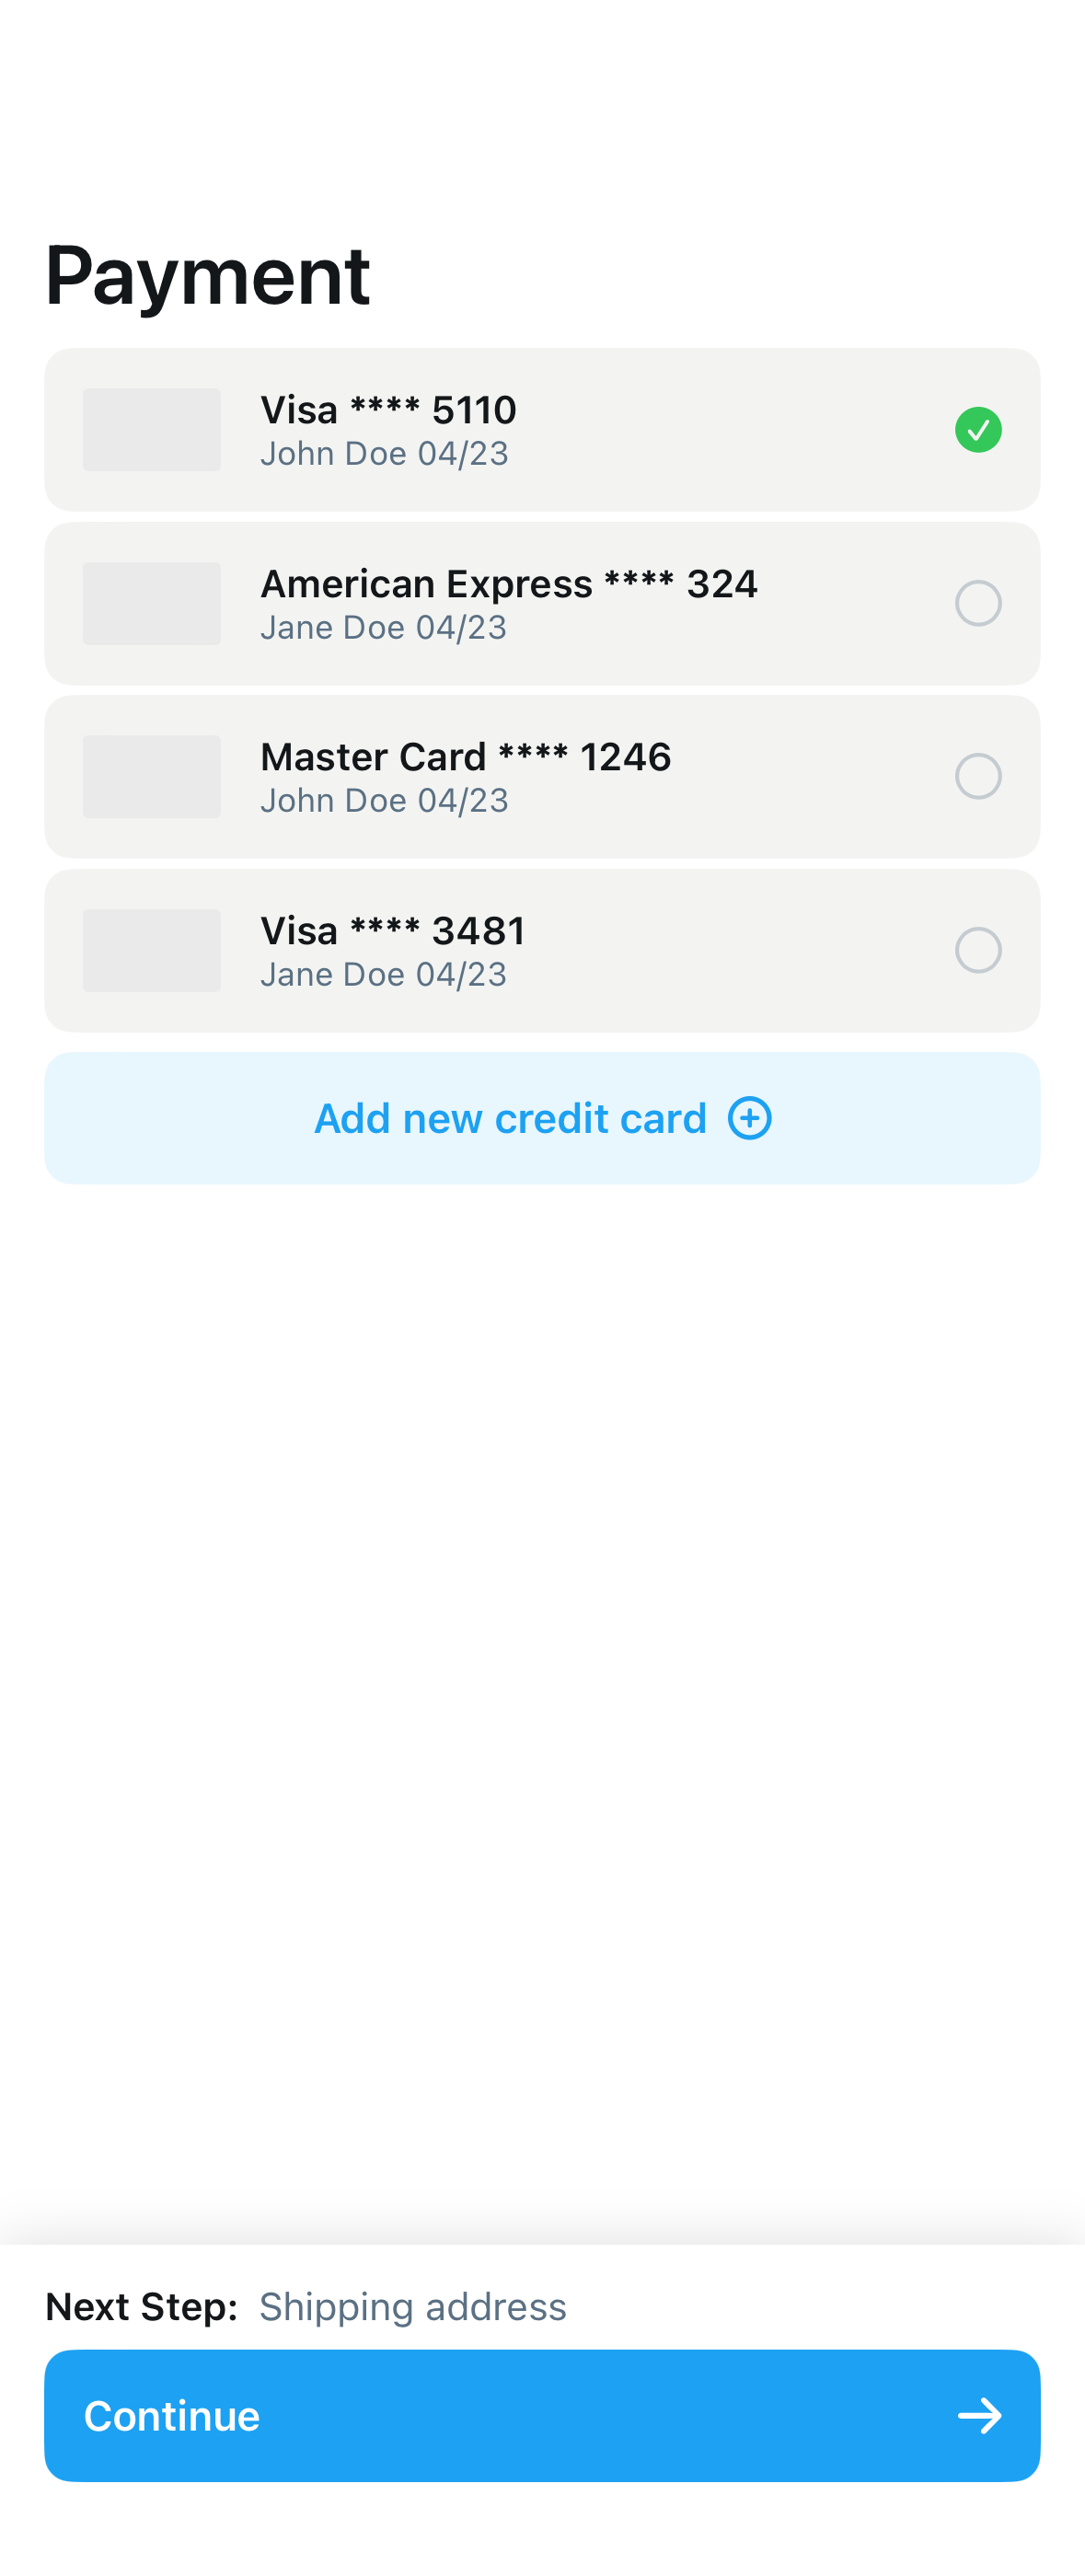 Payment
Visa **** 5110
John Doe 04/23
American Express **** 324
Jane Doe 04/23
Master Card **** 1246
John Doe 04/23
Visa **** 3481
Jane Doe 04/23
Add new credit card
Next Step: Shipping address
Continue